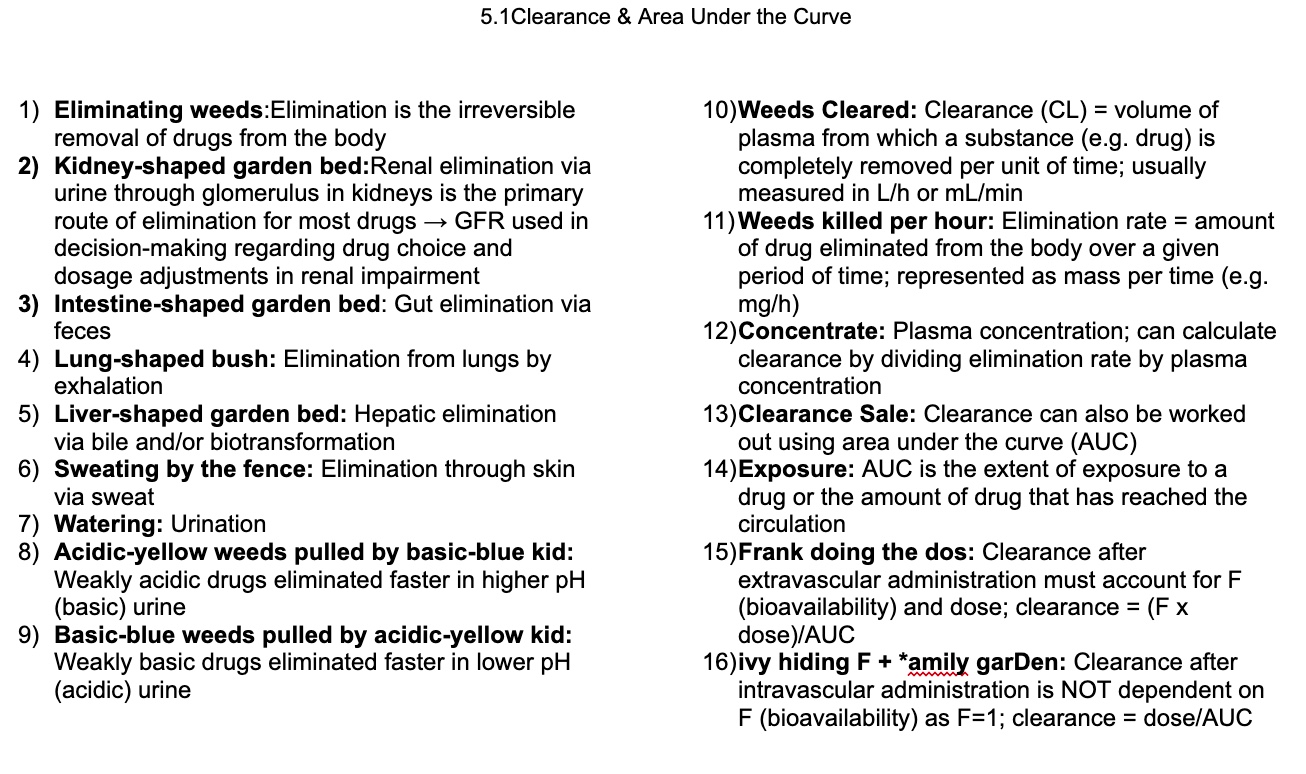 5.1Clearance & Area Under the Curve
1) Eliminating weeds:Elimination is the irreversible
removal of drugs from the body
2) Kidney-shaped garden bed:Renal elimination via
urine through glomerulus in kidneys is the primary
route of elimination for most drugs → GFR used in
decision-making regarding drug choice and
dosage adjustments in renal impairment
3) Intestine-shaped garden bed: Gut elimination via
feces
4) Lung-shaped bush: Elimination from lungs by
exhalation
5) Liver-shaped garden bed: Hepatic elimination
via bile and/or biotransformation
6) Sweating by the fence: Elimination through skin
via sweat
7) Watering: Urination
8) Acidic-yellow weeds pulled by basic-blue kid:
Weakly acidic drugs eliminated faster in higher pH
(basic) urine
9) Basic-blue weeds pulled by acidic-yellow kid:
Weakly basic drugs eliminated faster in lower pH
(acidic) urine
10)Weeds Cleared: Clearance (CL) = volume of
plasma from which a substance (e.g. drug) is
completely removed per unit of time; usually
measured in L/h or mL/min
11)Weeds killed per hour: Elimination rate = amount
of drug eliminated from the body over a given
period of time; represented as mass per time (e.g.
mg/h)
12)Concentrate: Plasma concentration; can calculate
clearance by dividing elimination rate by plasma
concentration
13)Clearance Sale: Clearance can also be worked
out using area under the curve (AUC)
14)Exposure: AUC is the extent of exposure to a
drug or the amount of drug that has reached the
circulation
15)Frank doing the dos: Clearance after
extravascular administration must account for F
(bioavailability) and dose; clearance = (F x
dose)/AUC
16)ivy hiding F + *amily garDen: Clearance after
intravascular administration is NOT dependent on
F (bioavailability) as F=1; clearance = dose/AUC